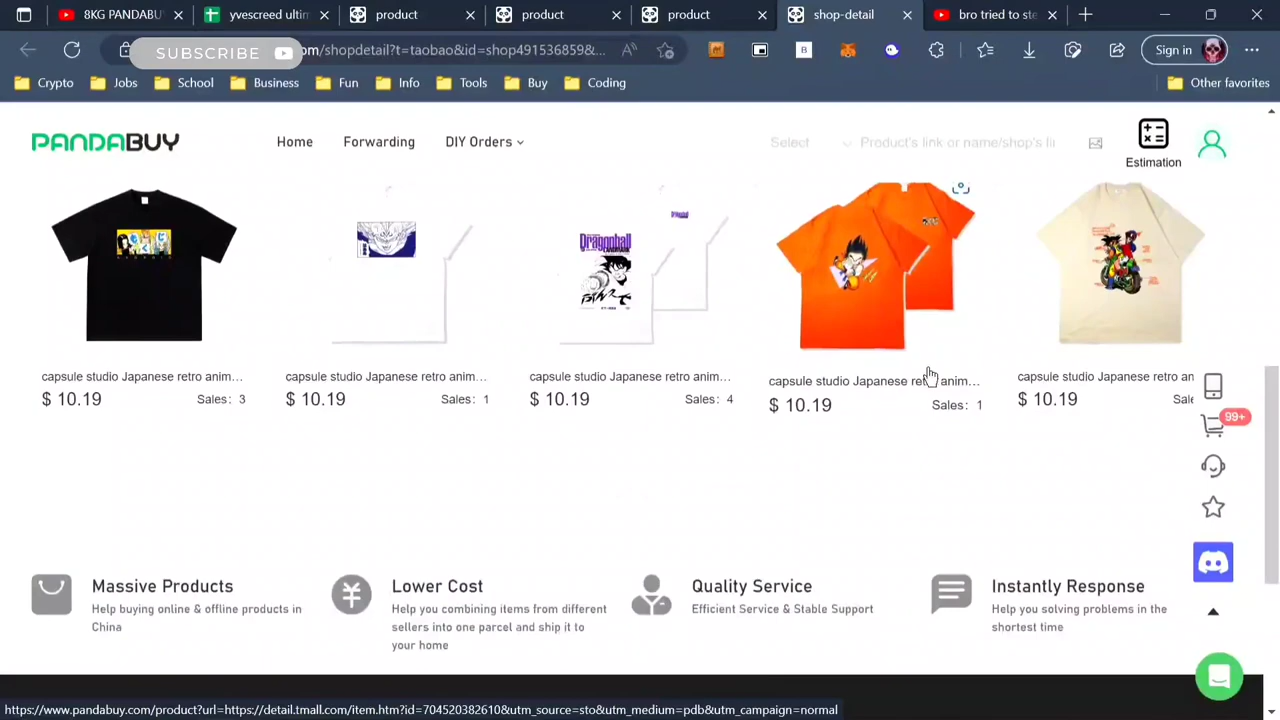 8KG PANDABU
yvescreed ultim
product
product
product
shop-detail
bro tried to ste
SUBSCRIBE
om/shopdetail?t=taobao&id=shop491536859&...
Sign in
Crypto
Jobs
School
Business
Fun
Info
Tools
Buy
Coding
Other favorites
PANDABUY
Home
Forwarding
DIY Orders
Select
Product's link or name/shop's li
Estimation
Dragonball
capsule studio Japanese retro anim...
$ 10.19
Sales: 3
capsule studio Japanese retro anim...
$ 10.19
Sales: 1
capsule studio Japanese retro anim...
$ 10.19
Sales: 4
capsule studio Japanese retro anim...
$ 10.19
Sales: 1
capsule studio Japanese retro an
$ 10.19
Sale
99+
Massive Products
Help buying online & offline products in
China
Lower Cost
Help you combining items from different
sellers into one parcel and ship it to
your home
Quality Service
Efficient Service & Stable Support
Instantly Response
Help you solving problems in the
shortest time
https://www.pandabuy.com/product?url=https://detail.tmall.com/item.htm?id=704520382610&utm_source=sto&utm_medium=pdb&utm_campaign=normal